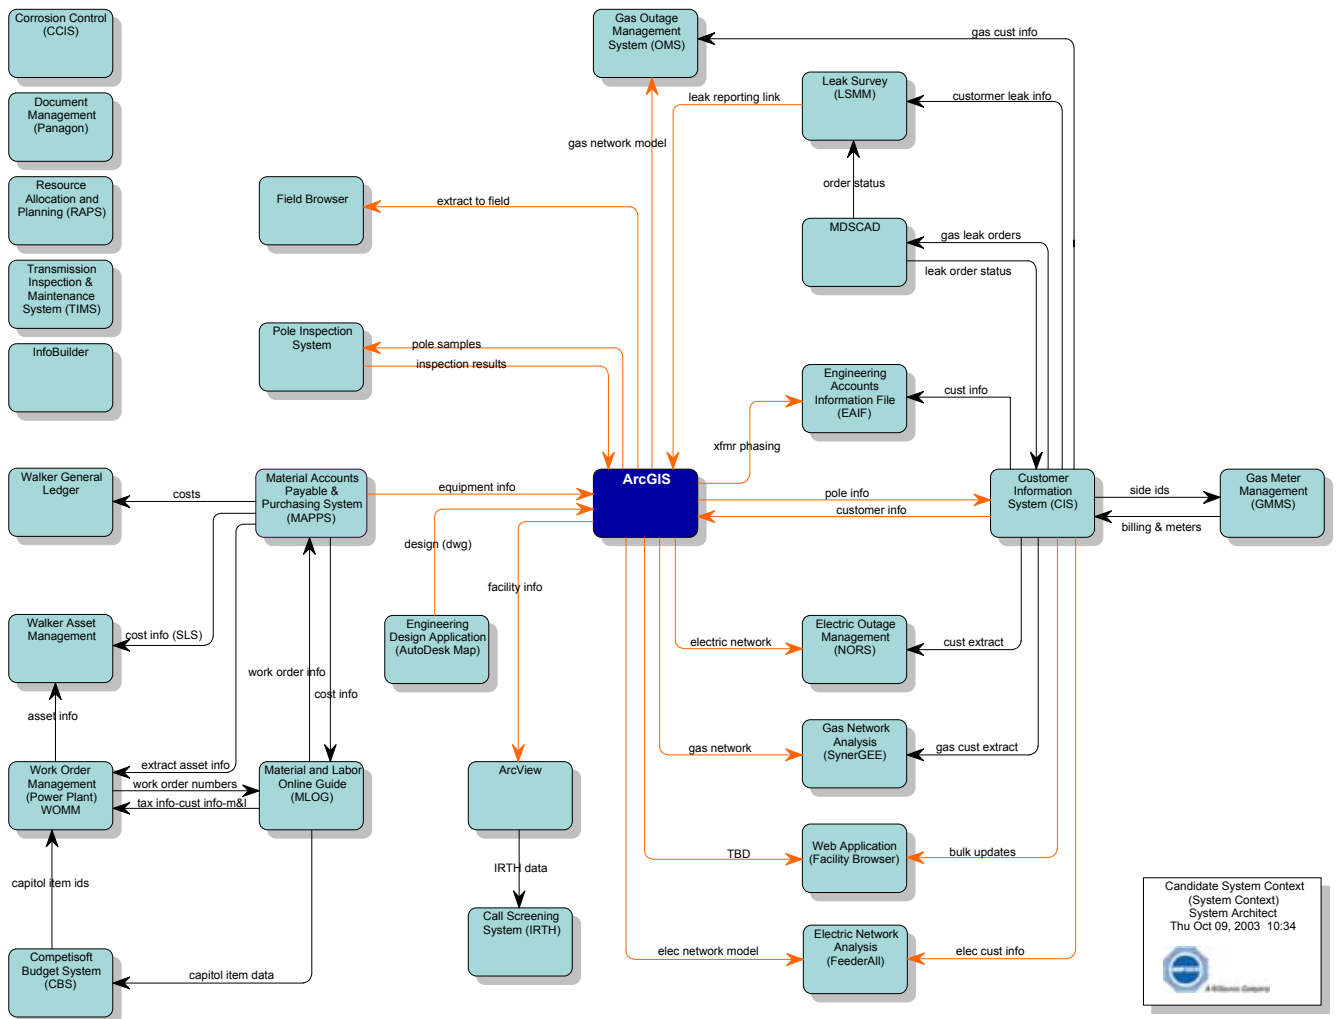 Corrosion Control
(CCIS)
Document
Management
(Panagon)
Resource
Allocation and
Planning (RAPS)
Transmission
Inspection &
Maintenance
System (TIMS)
InfoBuilder
Gas Outage
Management
System (OMS)
gas cust info
Leak Survey
(LSMM)
leak reporting link
custormer leak info
gas network model
order status
Field Browser
extract to field
MDSCAD
gas leak orders
leak order status
Pole Inspection
System
pole samples
inspection results
Engineering
Accounts
Information File
(EAIF)
cust info
xfmr phasing
Walker General
Ledger
costs
Material Accounts
Payable &
Purchasing System
(MAPPS)
equipment info
ArcGIS
pole info
customer info
Customer
Information
System (CIS)
side ids
billing & meters
Gas Meter
Management
(GMMS)
design (dwg)
facility info
Walker Asset
Management
cost info (SLS)
work order info
cost info
Engineering
Design Application
(AutoDesk Map)
electric network
Electric Outage
Management
(NORS)
cust extract
asset info
gas network
Gas Network
Analysis
(SynerGEE)
gas cust extract
Work Order
Management
(Power Plant)
WOMM
extract asset info
work order numbers
tax info-cust info-m&l
Material and Labor
Online Guide
(MLOG)
ArcView
TBD
Web Application
(Facility Browser)
bulk updates
IRTH data
capitol item ids
Call Screening
System (IRTH)
elec network model
Electric Network
Analysis
(FeederAll)
elec cust info
Competisoft
Budget System
(CBS)
capitol item data
Candidate System Context
(System Context)
System Architect
Thu Oct 09, 2003 10:34
A NiSource Company